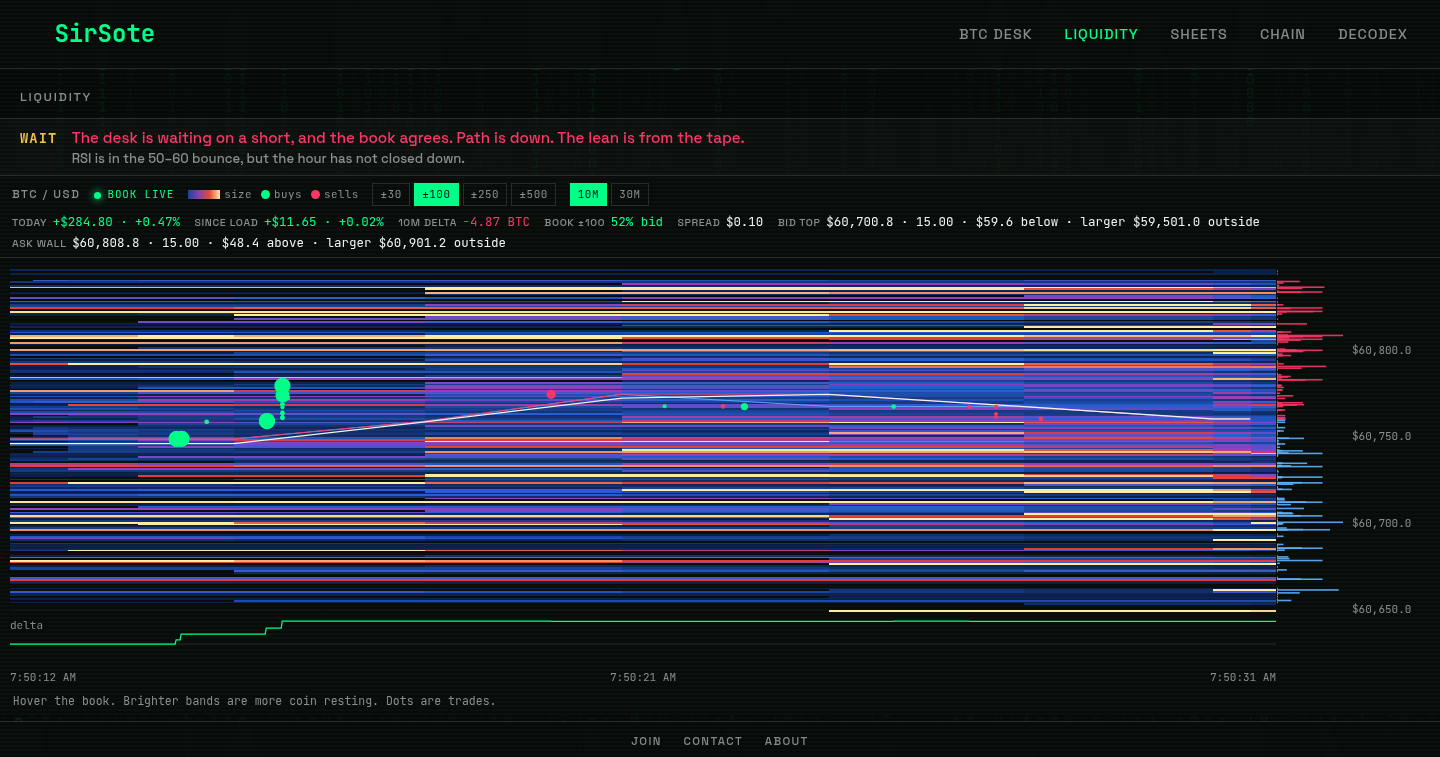 SirSote
BTC DESK LIQUIDITY SHEETS CHAIN DECODEX
LIQUIDITY
WAIT The desk is waiting on a short, and the book agrees. Path is down. The lean is from the tape.
RSI is in the 50–60 bounce, but the hour has not closed down.
BTC / USD BOOK LIVE size buys sells ±30 ±100 ±250 ±500 10M 30M
TODAY +$284.80 · +0.47% SINCE LOAD +$11.65 · +0.02% 10M DELTA -4.87 BTC BOOK ±100 52% bid SPREAD $0.10 BID TOP $60,700.8 · 15.00 · $59.6 below · larger $59,501.0 outside
ASK WALL $60,808.8 · 15.00 · $48.4 above · larger $60,901.2 outside
$60,800.0
$60,750.0
$60,700.0
$60,650.0
delta
7:50:12 AM 7:50:21 AM 7:50:31 AM
Hover the book. Brighter bands are more coin resting. Dots are trades.
JOIN CONTACT ABOUT